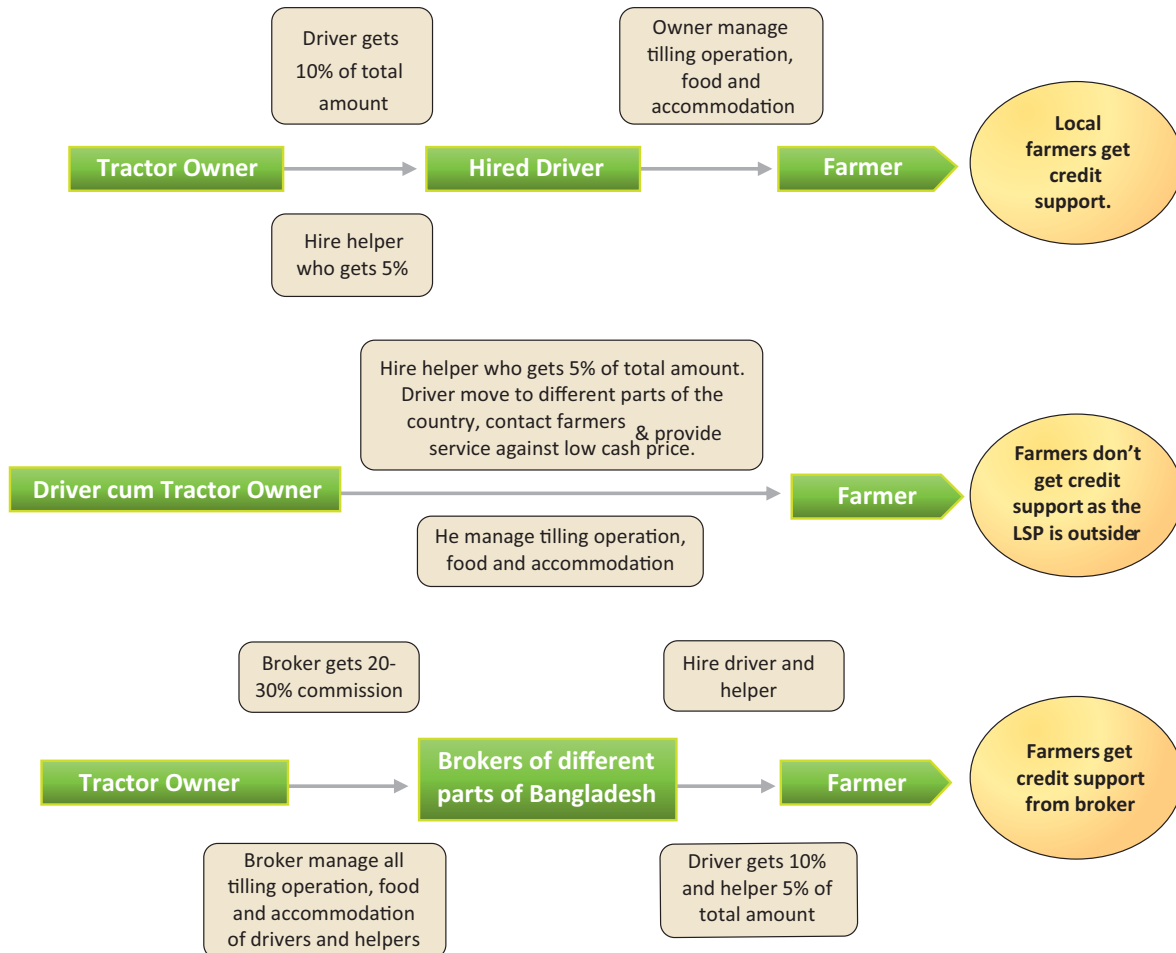 Driver gets
10% of total
amount
Owner manage
tilling operation,
food and
accommodation
Tractor Owner
Hired Driver
Farmer
Local
farmers get
credit
support.
Hire helper
who gets 5%
Hire helper who gets 5% of total amount.
Driver move to different parts of the
country, contact farmers & provide
service against low cash price.
Driver cum Tractor Owner
Farmer
Farmers don’t
get credit
support as the
LSP is outsider
He manage tilling operation,
food and accommodation
Broker gets 20-
30% commission
Hire driver and
helper
Tractor Owner
Brokers of different
parts of Bangladesh
Farmer
Farmers get
credit support
from broker
Broker manage all
tilling operation, food
and accommodation
of drivers and helpers
Driver gets 10%
and helper 5% of
total amount